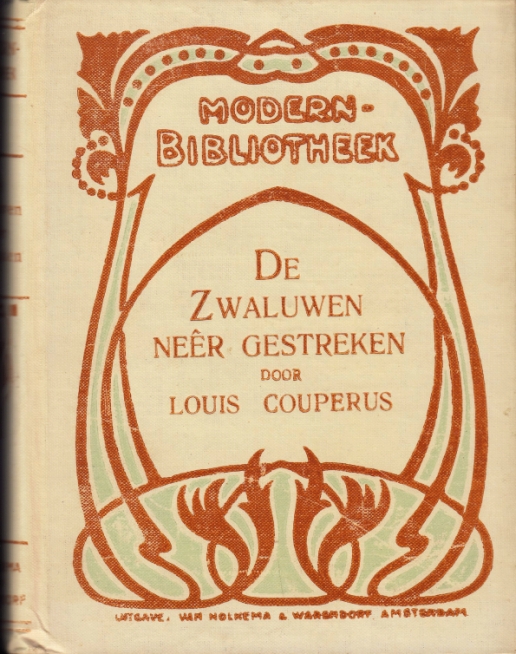 MODERN-
BIBLIOTHEEK
DE
ZWALUWEN
NEÊR GESTREKEN
DOOR
LOUIS COUPERUS
UITGAVE. VAN HOLKEMA & WARENDORF AMSTERDAM